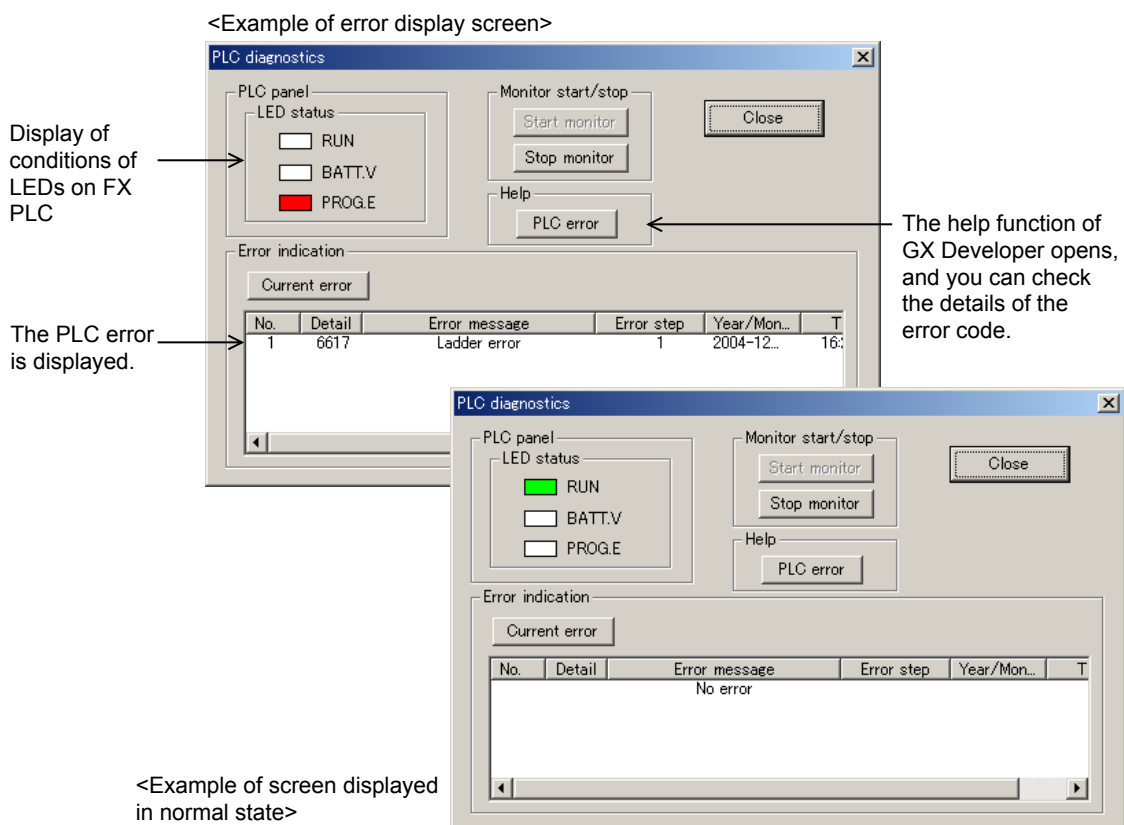 <Example of error display screen>
PLC diagnostics
PLC panel
LED status
RUN
BATT.V
PROG.E
Monitor start/stop
Start monitor
Stop monitor
Close
Help
PLC error
Display of
conditions of
LEDs on FX
PLC
The help function of
GX Developer opens,
and you can check
the details of the
error code.
Error indication
Current error
No. Detail Error message Error step Year/Mon... T
1 6617 Ladder error 1 2004-12... 16:
The PLC error
is displayed.
PLC diagnostics
PLC panel
LED status
RUN
BATT.V
PROG.E
Monitor start/stop
Start monitor
Stop monitor
Close
Help
PLC error
Error indication
Current error
No. Detail Error message Error step Year/Mon... T
No error
<Example of screen displayed
in normal state>